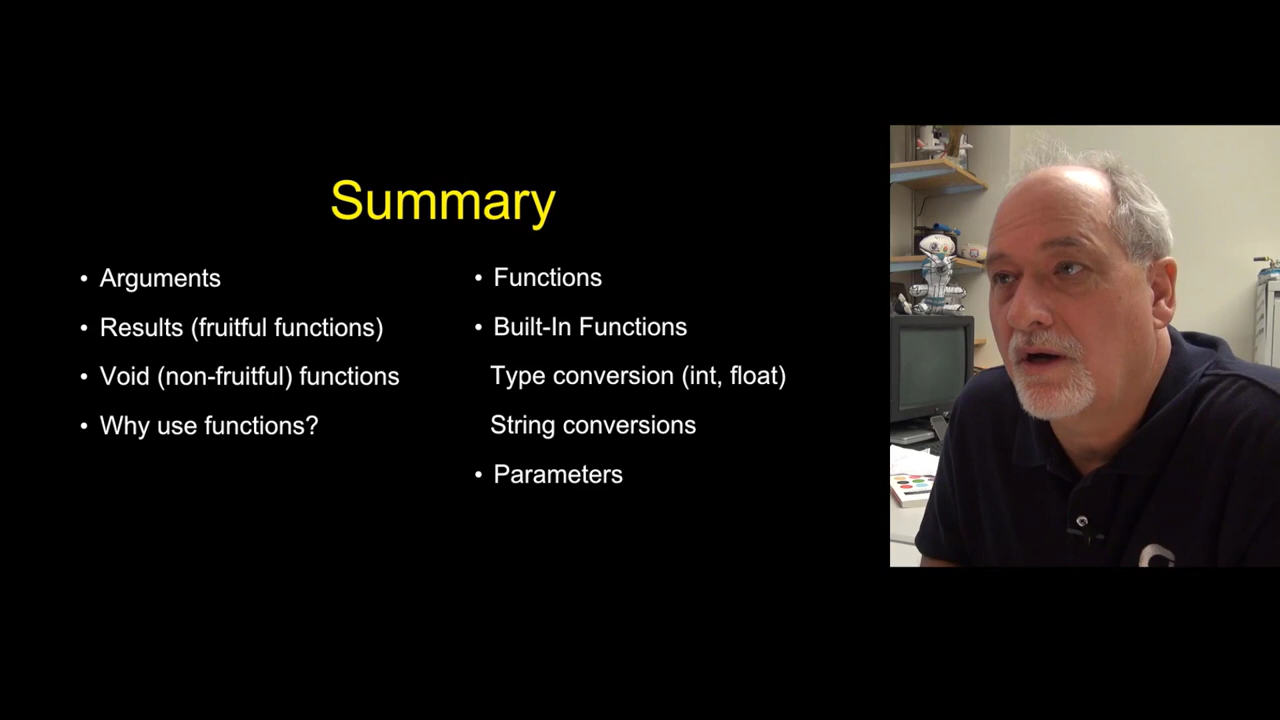 Summary
• Arguments
• Results (fruitful functions)
• Void (non-fruitful) functions
• Why use functions?
• Functions
• Built-In Functions
Type conversion (int, float)
String conversions
• Parameters